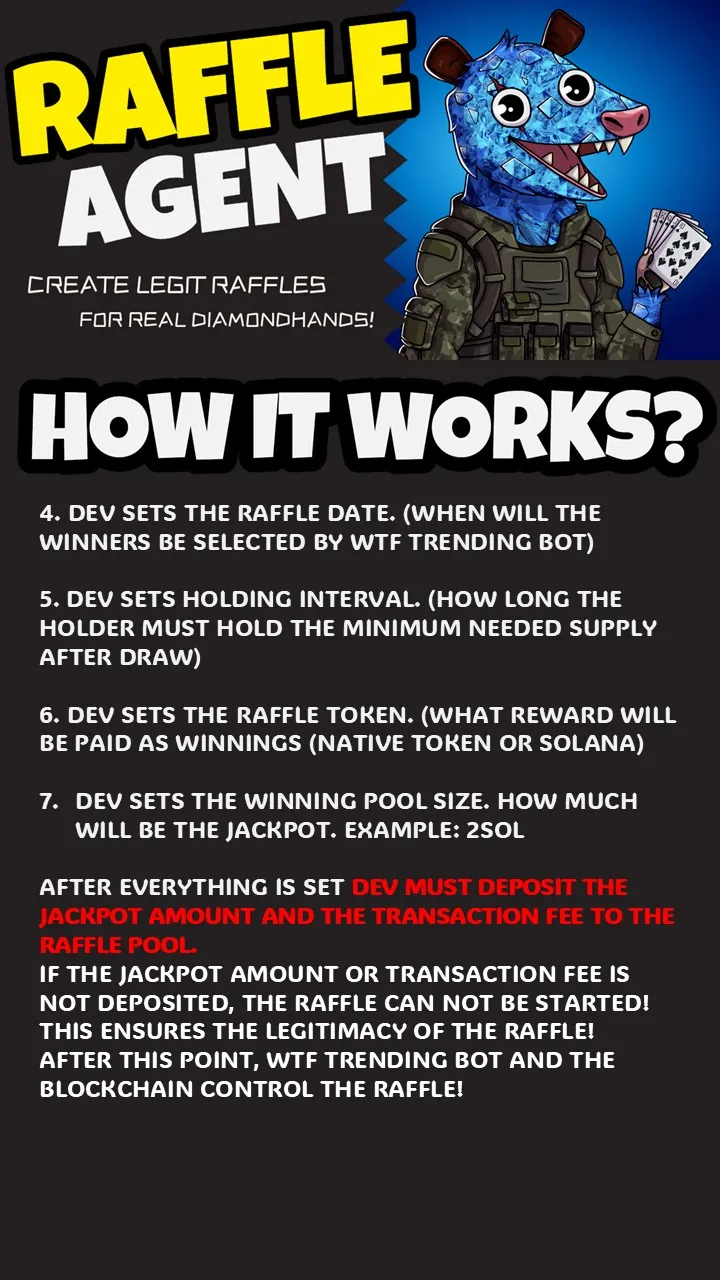 RAFFLE
AGENT
CREATE LEGIT RAFFLES
FOR REAL DIAMONDHANDS!
HOW IT WORKS?
4. DEV SETS THE RAFFLE DATE. (WHEN WILL THE
WINNERS BE SELECTED BY WTF TRENDING BOT)
5. DEV SETS HOLDING INTERVAL. (HOW LONG THE
HOLDER MUST HOLD THE MINIMUM NEEDED SUPPLY
AFTER DRAW)
6. DEV SETS THE RAFFLE TOKEN. (WHAT REWARD WILL
BE PAID AS WINNINGS (NATIVE TOKEN OR SOLANA)
7. DEV SETS THE WINNING POOL SIZE. HOW MUCH
WILL BE THE JACKPOT. EXAMPLE: 2SOL
AFTER EVERYTHING IS SET DEV MUST DEPOSIT THE
JACKPOT AMOUNT AND THE TRANSACTION FEE TO THE
RAFFLE POOL.
IF THE JACKPOT AMOUNT OR TRANSACTION FEE IS
NOT DEPOSITED, THE RAFFLE CAN NOT BE STARTED!
THIS ENSURES THE LEGITIMACY OF THE RAFFLE!
AFTER THIS POINT, WTF TRENDING BOT AND THE
BLOCKCHAIN CONTROL THE RAFFLE!